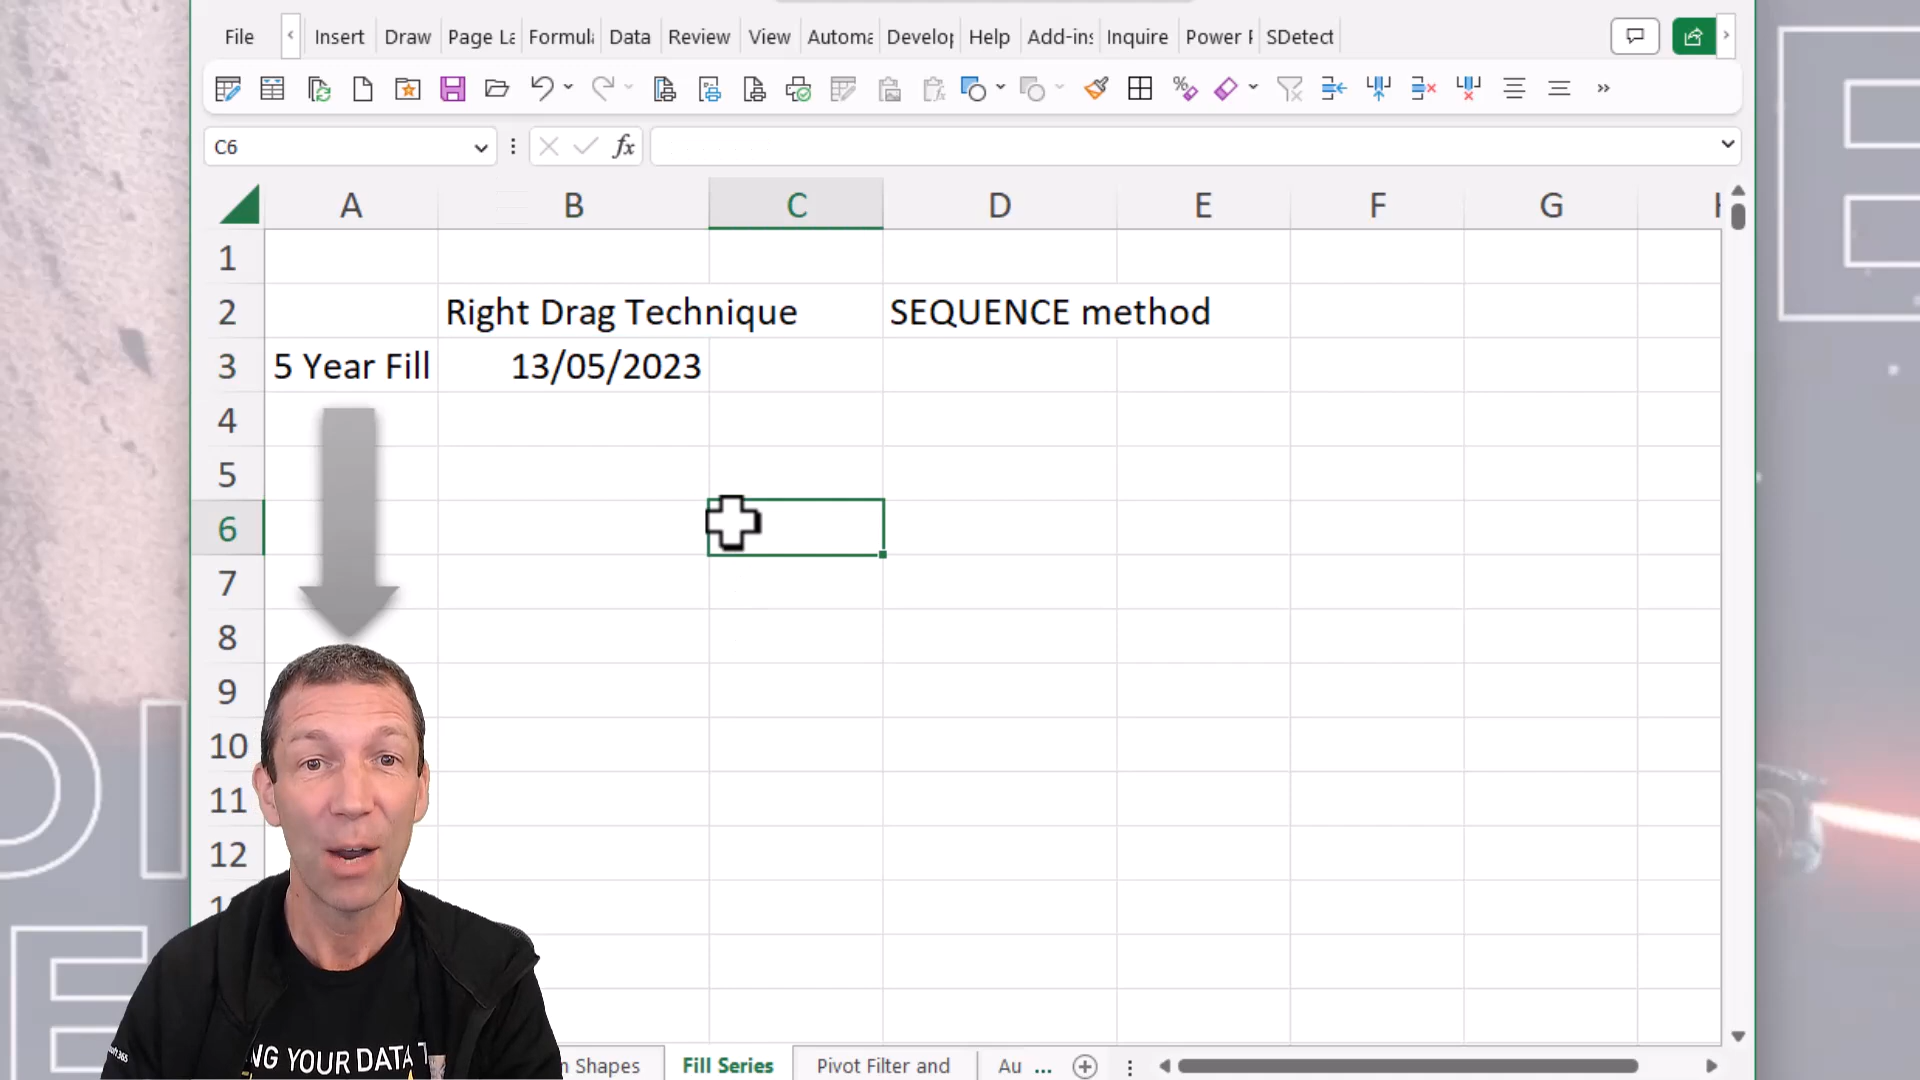 File Insert Draw Page La Formula Data Review View Automa Develop Help Add-ins Inquire Power P SDetect
C6 fx
A B C D E F G
1
2 Right Drag Technique SEQUENCE method
3 5 Year Fill 13/05/2023
4
5
6
7
8
9
10
11
12
NG YOUR DATA T
n Shapes Fill Series Pivot Filter and Au ...